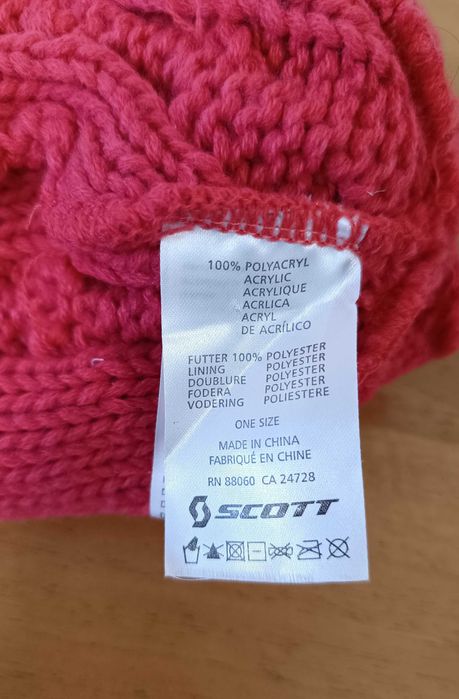 100% POLYACRYL
ACRYLIC
ACRYLIQUE
ACRLICA
ACRYL
DE ACRÍLICO
FUTTER 100% POLYESTER
LINING POLYESTER
DOUBLURE POLYESTER
FODERA POLYESTER
VODERING POLIESTERE
ONE SIZE
MADE IN CHINA
FABRIQUÉ EN CHINE
RN 88060 CA 24728
SCOTT